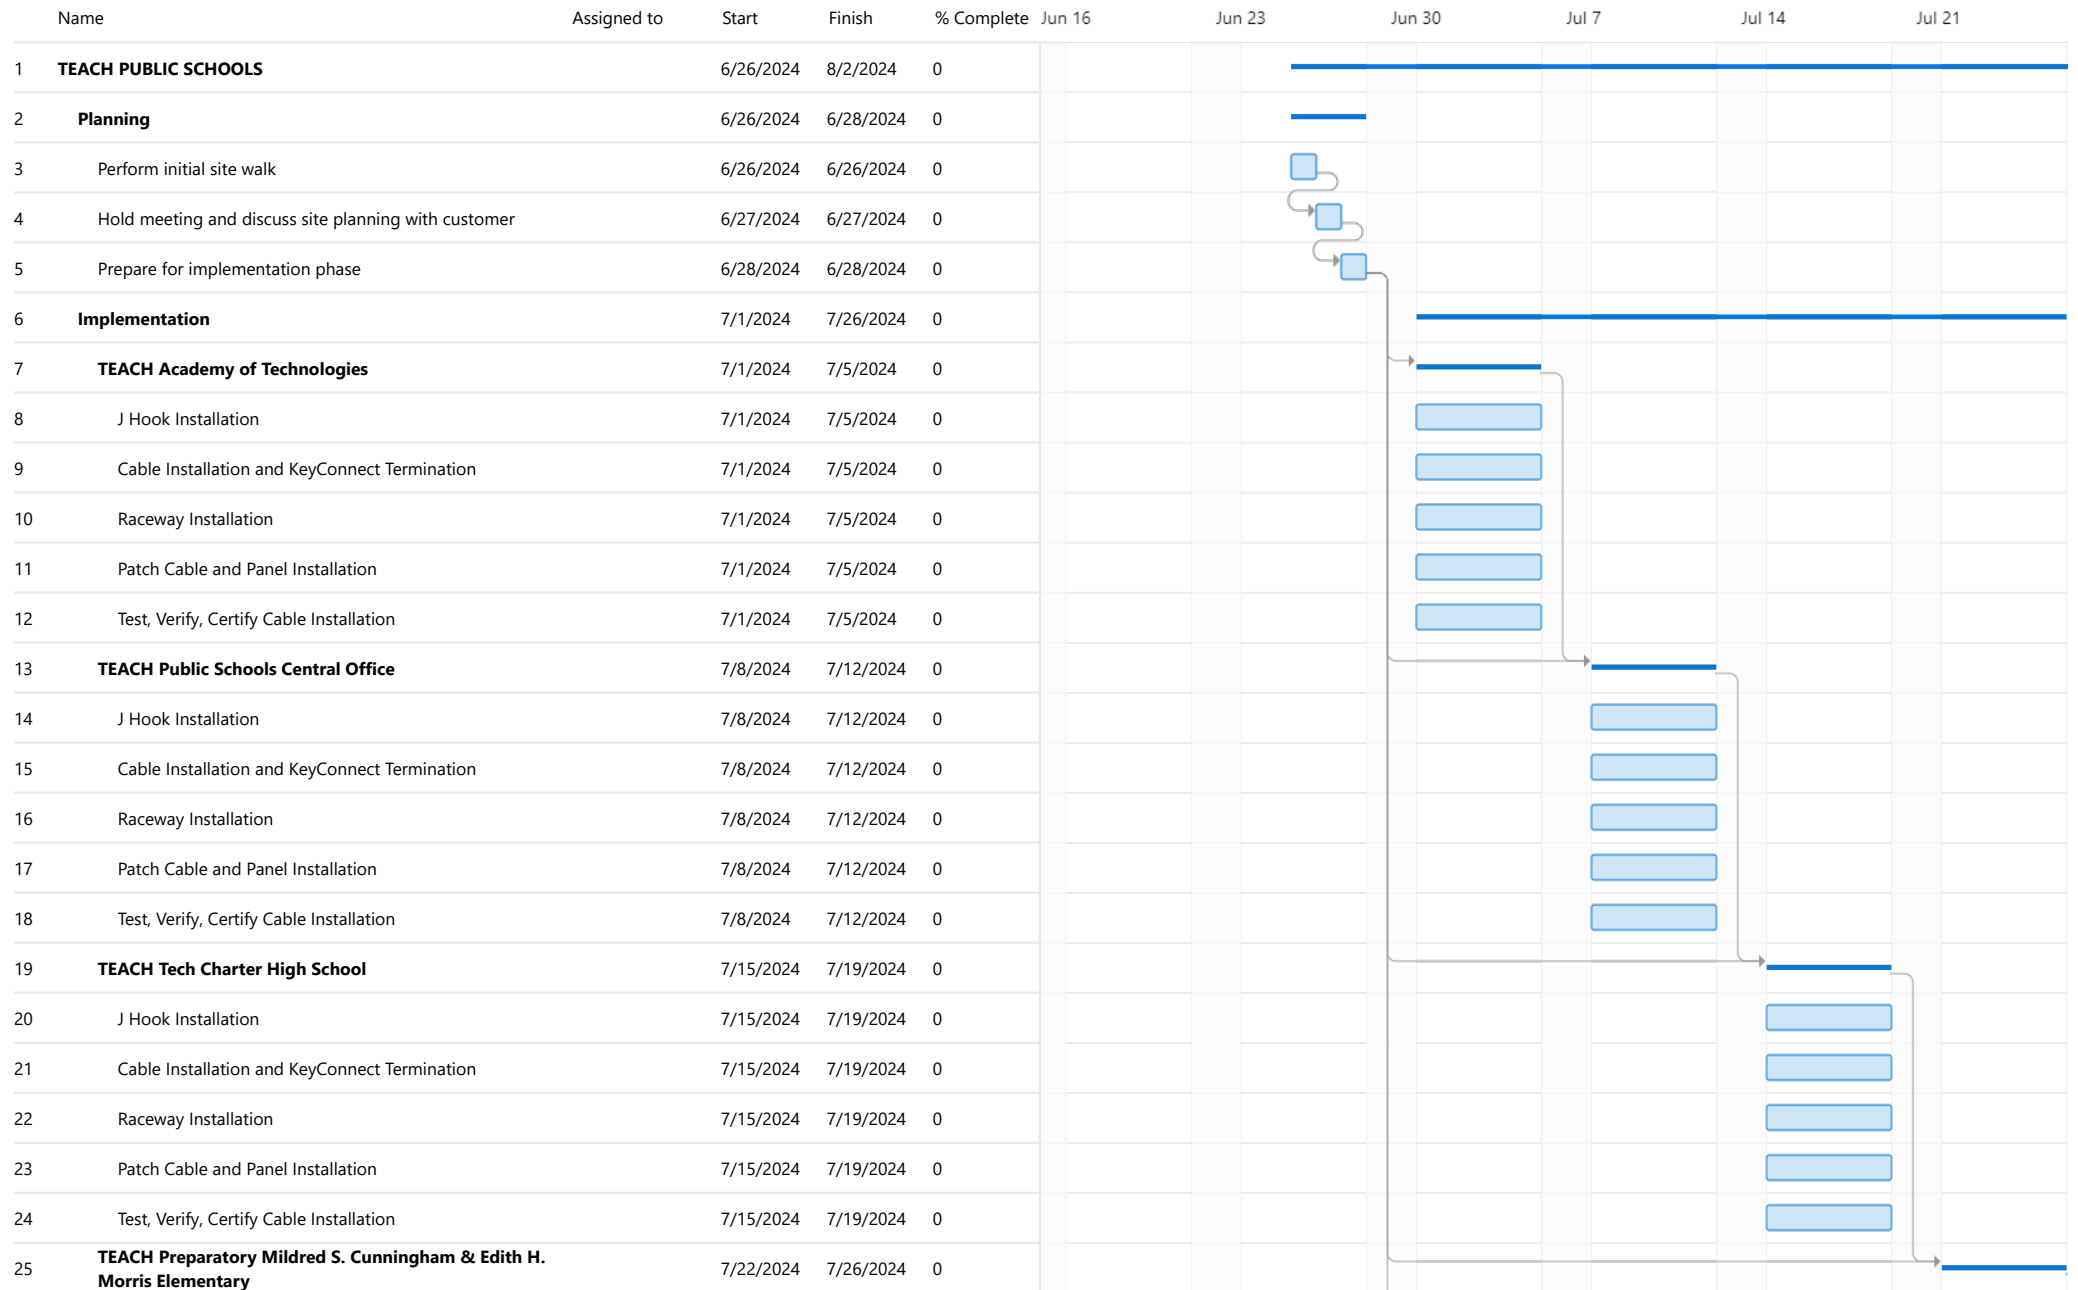 Name Assigned to Start Finish % Complete Jun 16 Jun 23 Jun 30 Jul 7 Jul 14 Jul 21
1 TEACH PUBLIC SCHOOLS 6/26/2024 8/2/2024 0
2 Planning 6/26/2024 6/28/2024 0
3 Perform initial site walk 6/26/2024 6/26/2024 0
4 Hold meeting and discuss site planning with customer 6/27/2024 6/27/2024 0
5 Prepare for implementation phase 6/28/2024 6/28/2024 0
6 Implementation 7/1/2024 7/26/2024 0
7 TEACH Academy of Technologies 7/1/2024 7/5/2024 0
8 J Hook Installation 7/1/2024 7/5/2024 0
9 Cable Installation and KeyConnect Termination 7/1/2024 7/5/2024 0
10 Raceway Installation 7/1/2024 7/5/2024 0
11 Patch Cable and Panel Installation 7/1/2024 7/5/2024 0
12 Test, Verify, Certify Cable Installation 7/1/2024 7/5/2024 0
13 TEACH Public Schools Central Office 7/8/2024 7/12/2024 0
14 J Hook Installation 7/8/2024 7/12/2024 0
15 Cable Installation and KeyConnect Termination 7/8/2024 7/12/2024 0
16 Raceway Installation 7/8/2024 7/12/2024 0
17 Patch Cable and Panel Installation 7/8/2024 7/12/2024 0
18 Test, Verify, Certify Cable Installation 7/8/2024 7/12/2024 0
19 TEACH Tech Charter High School 7/15/2024 7/19/2024 0
20 J Hook Installation 7/15/2024 7/19/2024 0
21 Cable Installation and KeyConnect Termination 7/15/2024 7/19/2024 0
22 Raceway Installation 7/15/2024 7/19/2024 0
23 Patch Cable and Panel Installation 7/15/2024 7/19/2024 0
24 Test, Verify, Certify Cable Installation 7/15/2024 7/19/2024 0
25 TEACH Preparatory Mildred S. Cunningham & Edith H.
Morris Elementary 7/22/2024 7/26/2024 0